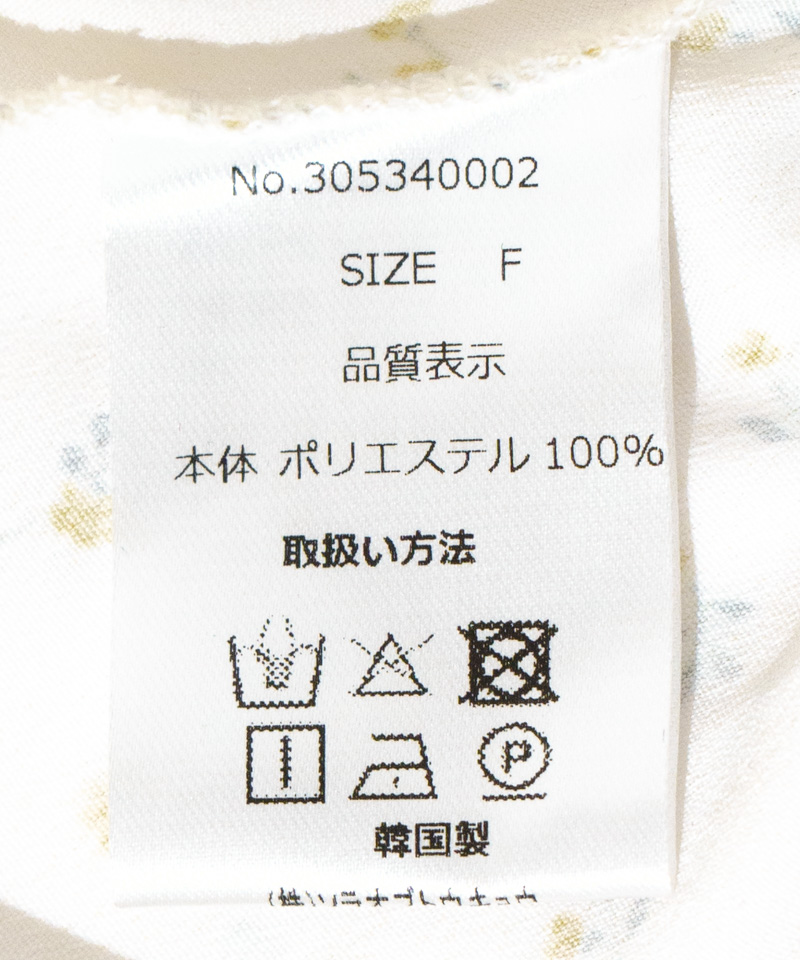 No.305340002
SIZE F
品質表示
本体 ポリエステル 100%
取扱い方法
P
韓国製